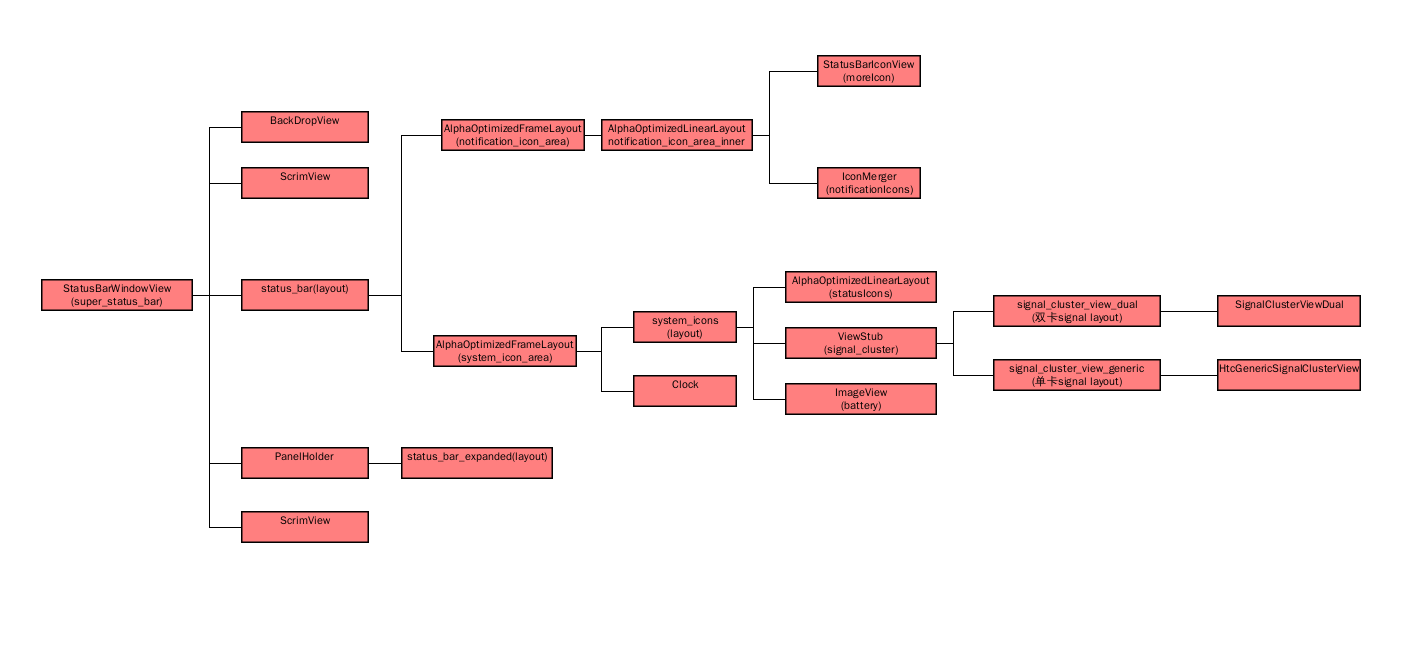 StatusBarIconView
(moreIcon)
BackDropView
AlphaOptimizedFrameLayout
(notification_icon_area)
AlphaOptimizedLinearLayout
notification_icon_area_inner
ScrimView
IconMerger
(notificationIcons)
StatusBarWindowView
(super_status_bar)
status_bar(layout)
AlphaOptimizedLinearLayout
(statusIcons)
signal_cluster_view_dual
(双卡signal layout)
SignalClusterViewDual
system_icons
(layout)
ViewStub
(signal_cluster)
AlphaOptimizedFrameLayout
(system_icon_area)
signal_cluster_view_generic
(单卡signal layout)
HtcGenericSignalClusterView
Clock
ImageView
(battery)
PanelHolder
status_bar_expanded(layout)
ScrimView